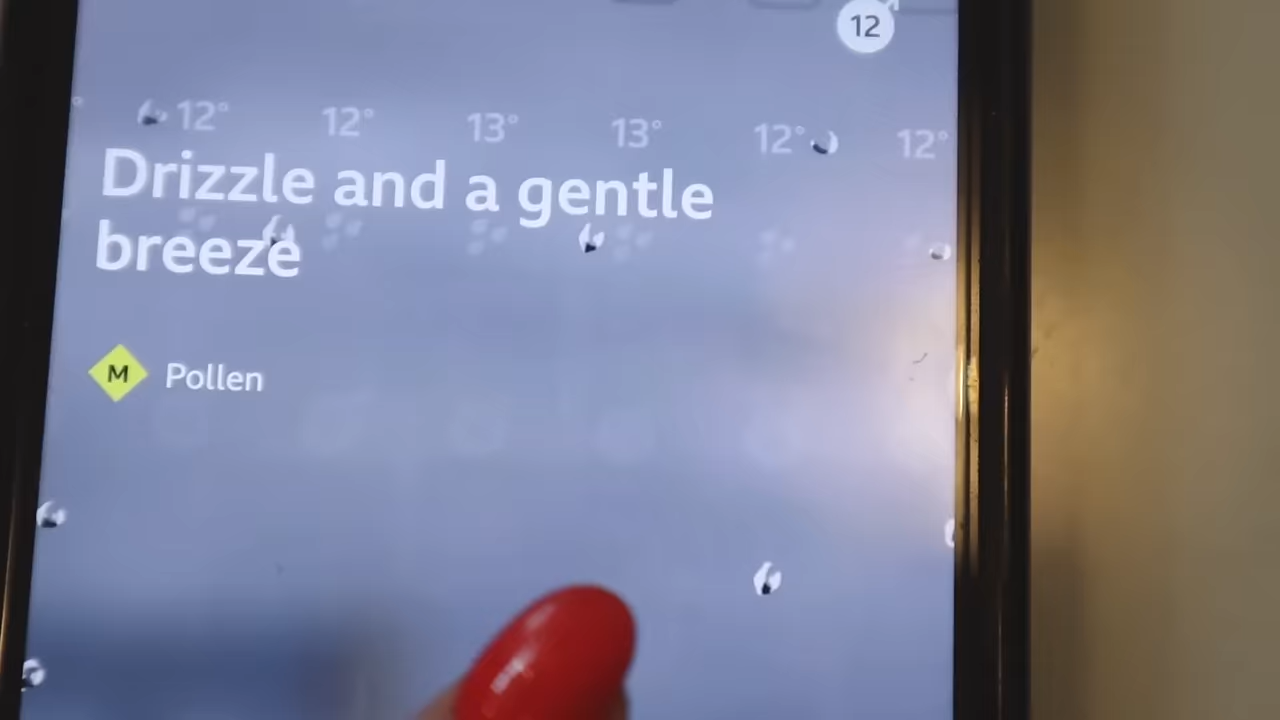 12
12° 12° 13° 13° 12° 12°
Drizzle and a gentle
breeze
M Pollen